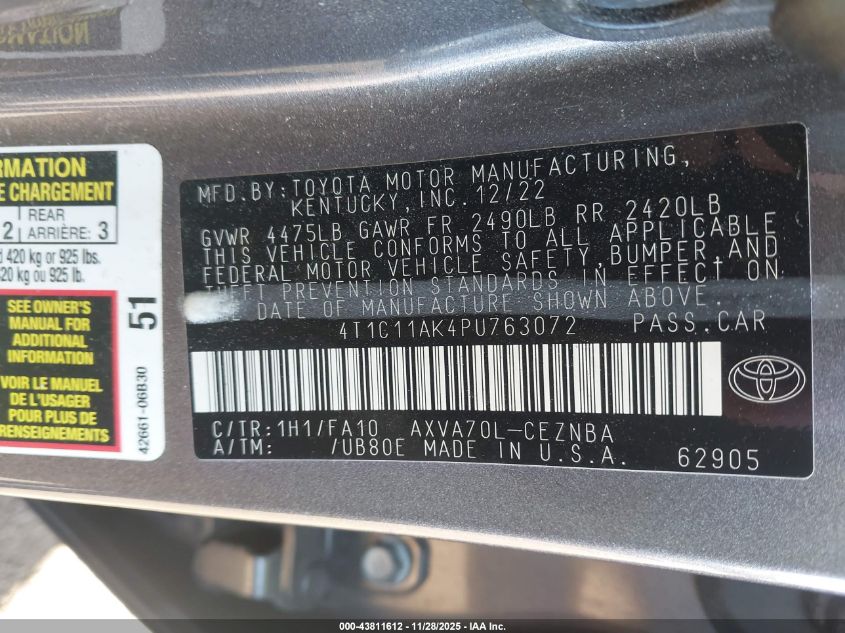 RMATION
E CHARGEMENT
2 REAR
ARRIÈRE: 3
420 kg or 925 lbs.
20 kg ou 925 lb.
SEE OWNER'S
MANUAL FOR
ADDITIONAL
INFORMATION
VOIR LE MANUEL
DE L'USAGER
POUR PLUS DE
RENSEIGNEMENTS
51
42661-06B30
MFD.BY:TOYOTA MOTOR MANUFACTURING,
KENTUCKY, INC. 12/22
GVWR 4475LB GAWR FR 2490LB RR 2420LB
THIS VEHICLE CONFORMS TO ALL APPLICABLE
FEDERAL MOTOR VEHICLE SAFETY,BUMPER,AND
THEFT PREVENTION STANDARDS IN EFFECT ON
DATE OF MANUFACTURE SHOWN ABOVE.
4T1C11AK4PU763072 PASS.CAR
C/TR:1H1/FA10 AXVA70L-CEZNBA
A/TM: /UB80E MADE IN U.S.A. 62905
000-43811612 - 11/28/2025 - IAA Inc.